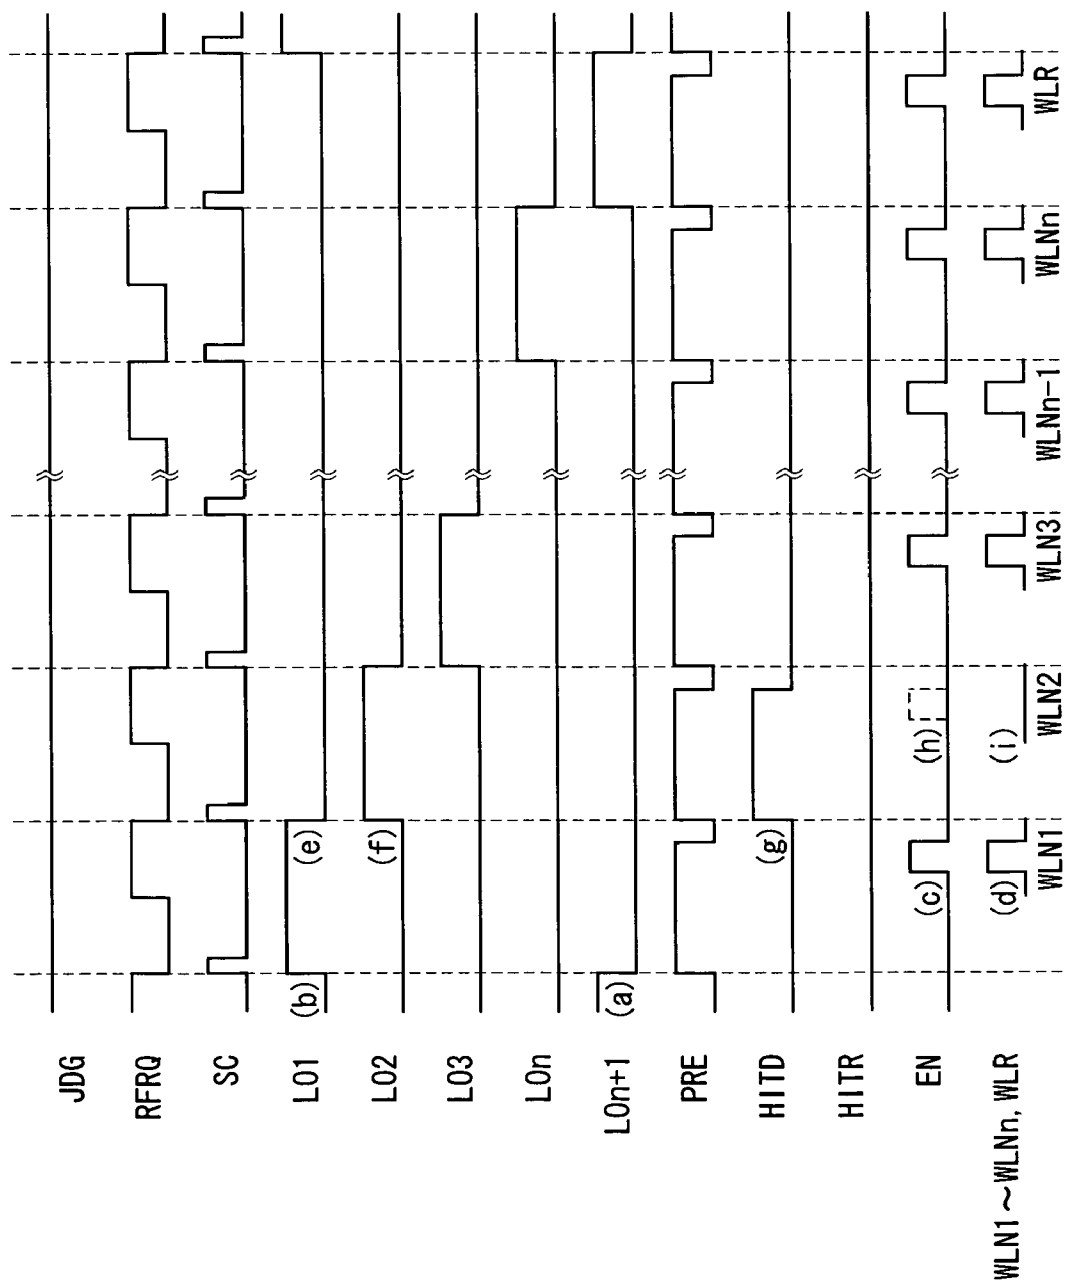 JDG
RFRQ
SC
LO1 (b) (e)
LO2 (f)
LO3
LOn
LOn+1 (a)
PRE
HITD (g)
HITR
EN (c) (h)
WLN1～WLNn, WLR (d) (i)
WLN1 WLN2 WLN3 WLNn-1 WLNn WLR